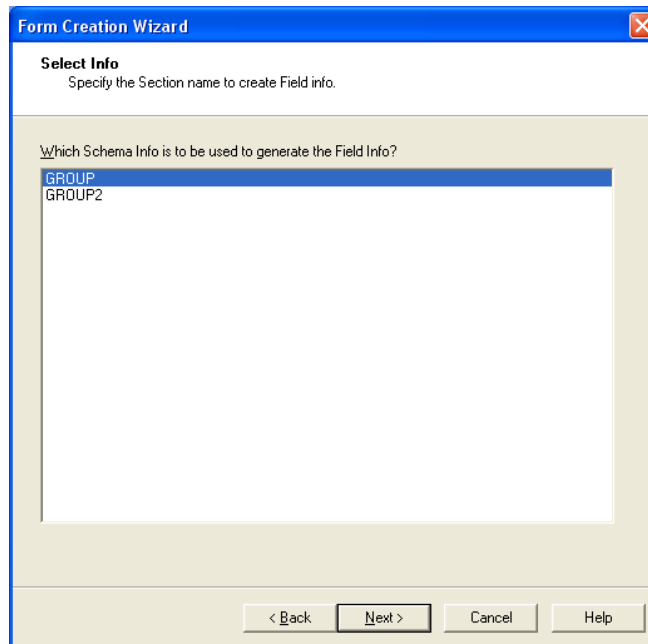 Form Creation Wizard
Select Info
Specify the Section name to create Field info.
Which Schema Info is to be used to generate the Field Info?
GROUP
GROUP2
< Back Next > Cancel Help